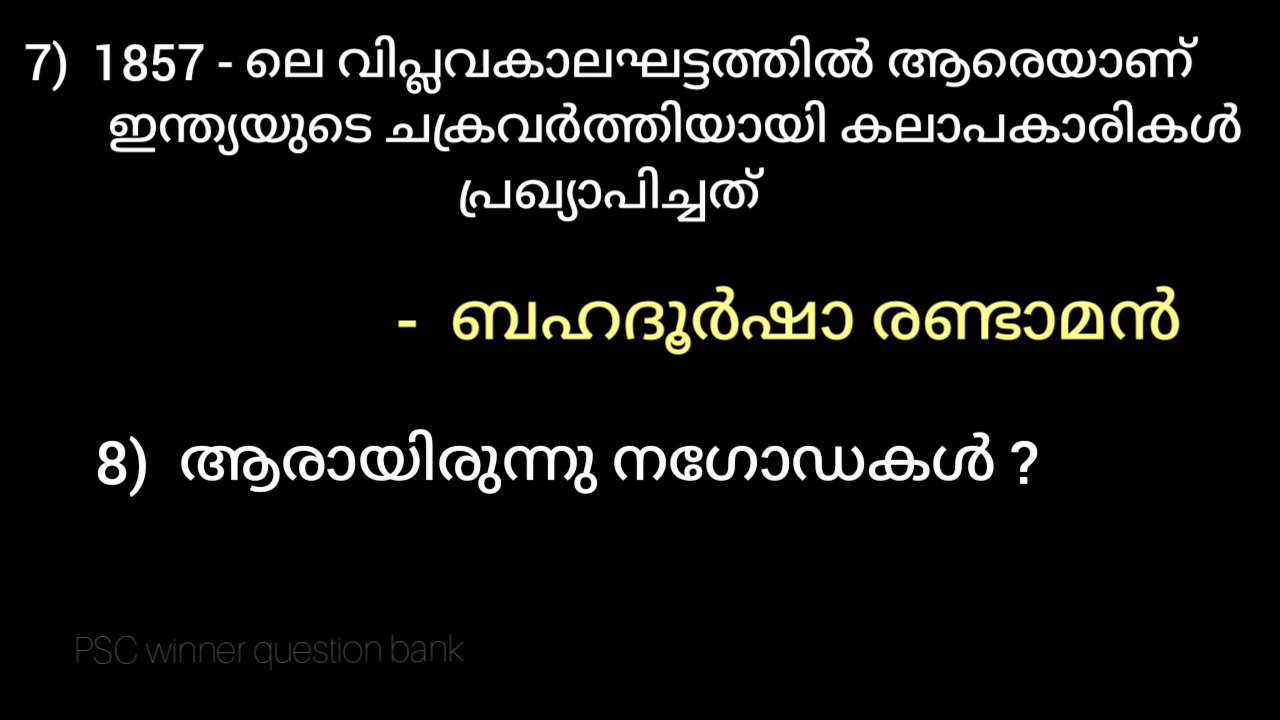 7) 1857 - ലെ വിപ്ലവകാലഘട്ടത്തിൽ ആരെയാണ്
ഇന്ത്യയുടെ ചക്രവർത്തിയായി കലാപകാരികൾ
പ്രഖ്യാപിച്ചത്
- ബഹദൂർഷാ രണ്ടാമൻ
8) ആരായിരുന്നു നഗോഡകൾ ?
PSC winner question bank